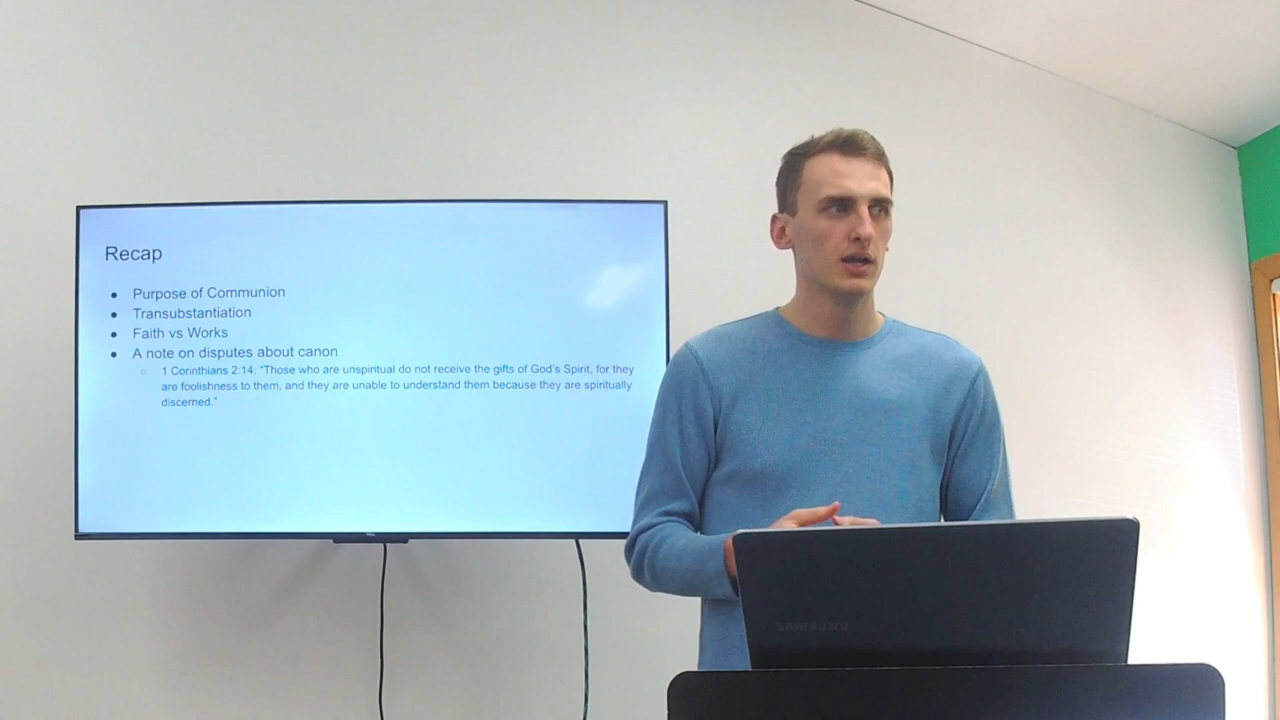 Recap
Purpose of Communion
Transubstantiation
Faith vs Works
A note on disputes about canon
1 Corinthians 2:14: “Those who are unspiritual do not receive the gifts of God’s Spirit, for they
are foolishness to them, and they are unable to understand them because they are spiritually
discerned.”